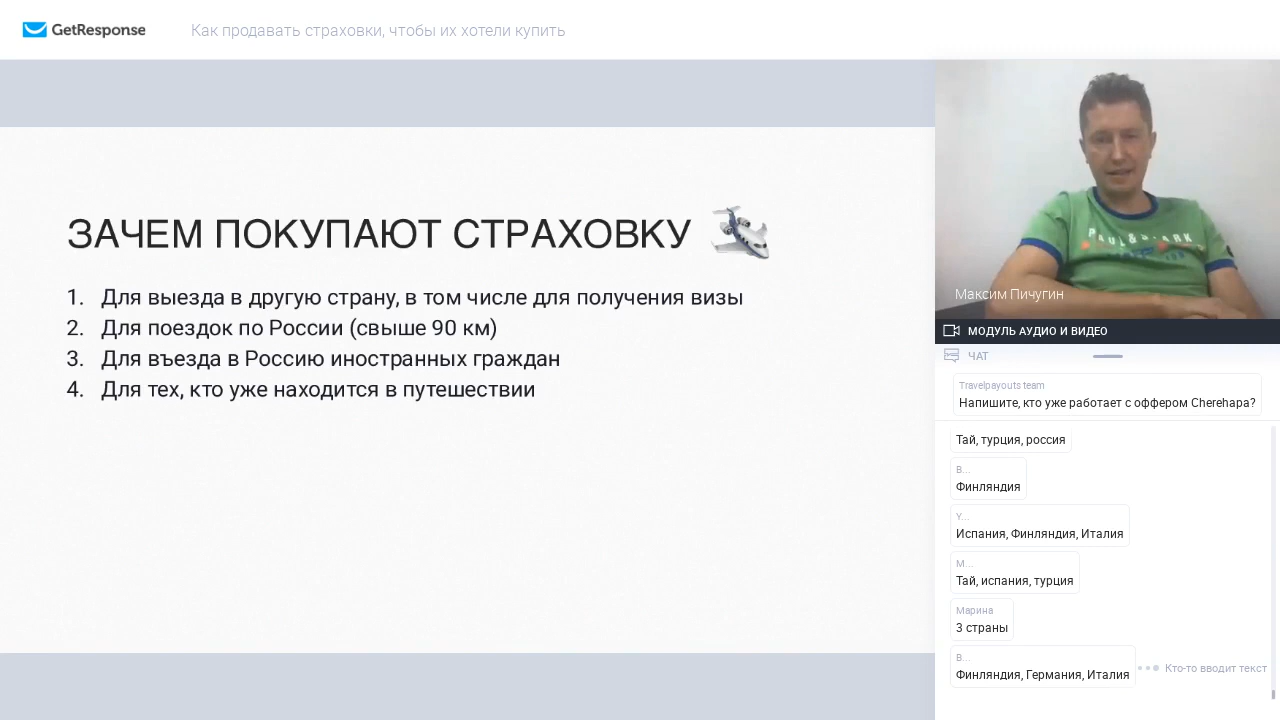 GetResponse
Как продавать страховки, чтобы их хотели купить
ЗАЧЕМ ПОКУПАЮТ СТРАХОВКУ
1. Для выезда в другую страну, в том числе для получения визы
2. Для поездок по России (свыше 90 км)
3. Для въезда в Россию иностранных граждан
4. Для тех, кто уже находится в путешествии
Максим Пичугин
МОДУЛЬ АУДИО И ВИДЕО
ЧАТ
Travelpayouts team
Напишите, кто уже работает с оффером Cherehapa?
Тай, турция, россия
В...
Финляндия
Y...
Испания, Финляндия, Италия
М...
Тай, испания, турция
Марина
3 страны
В...
Финляндия, Германия, Италия
Кто-то вводит текст